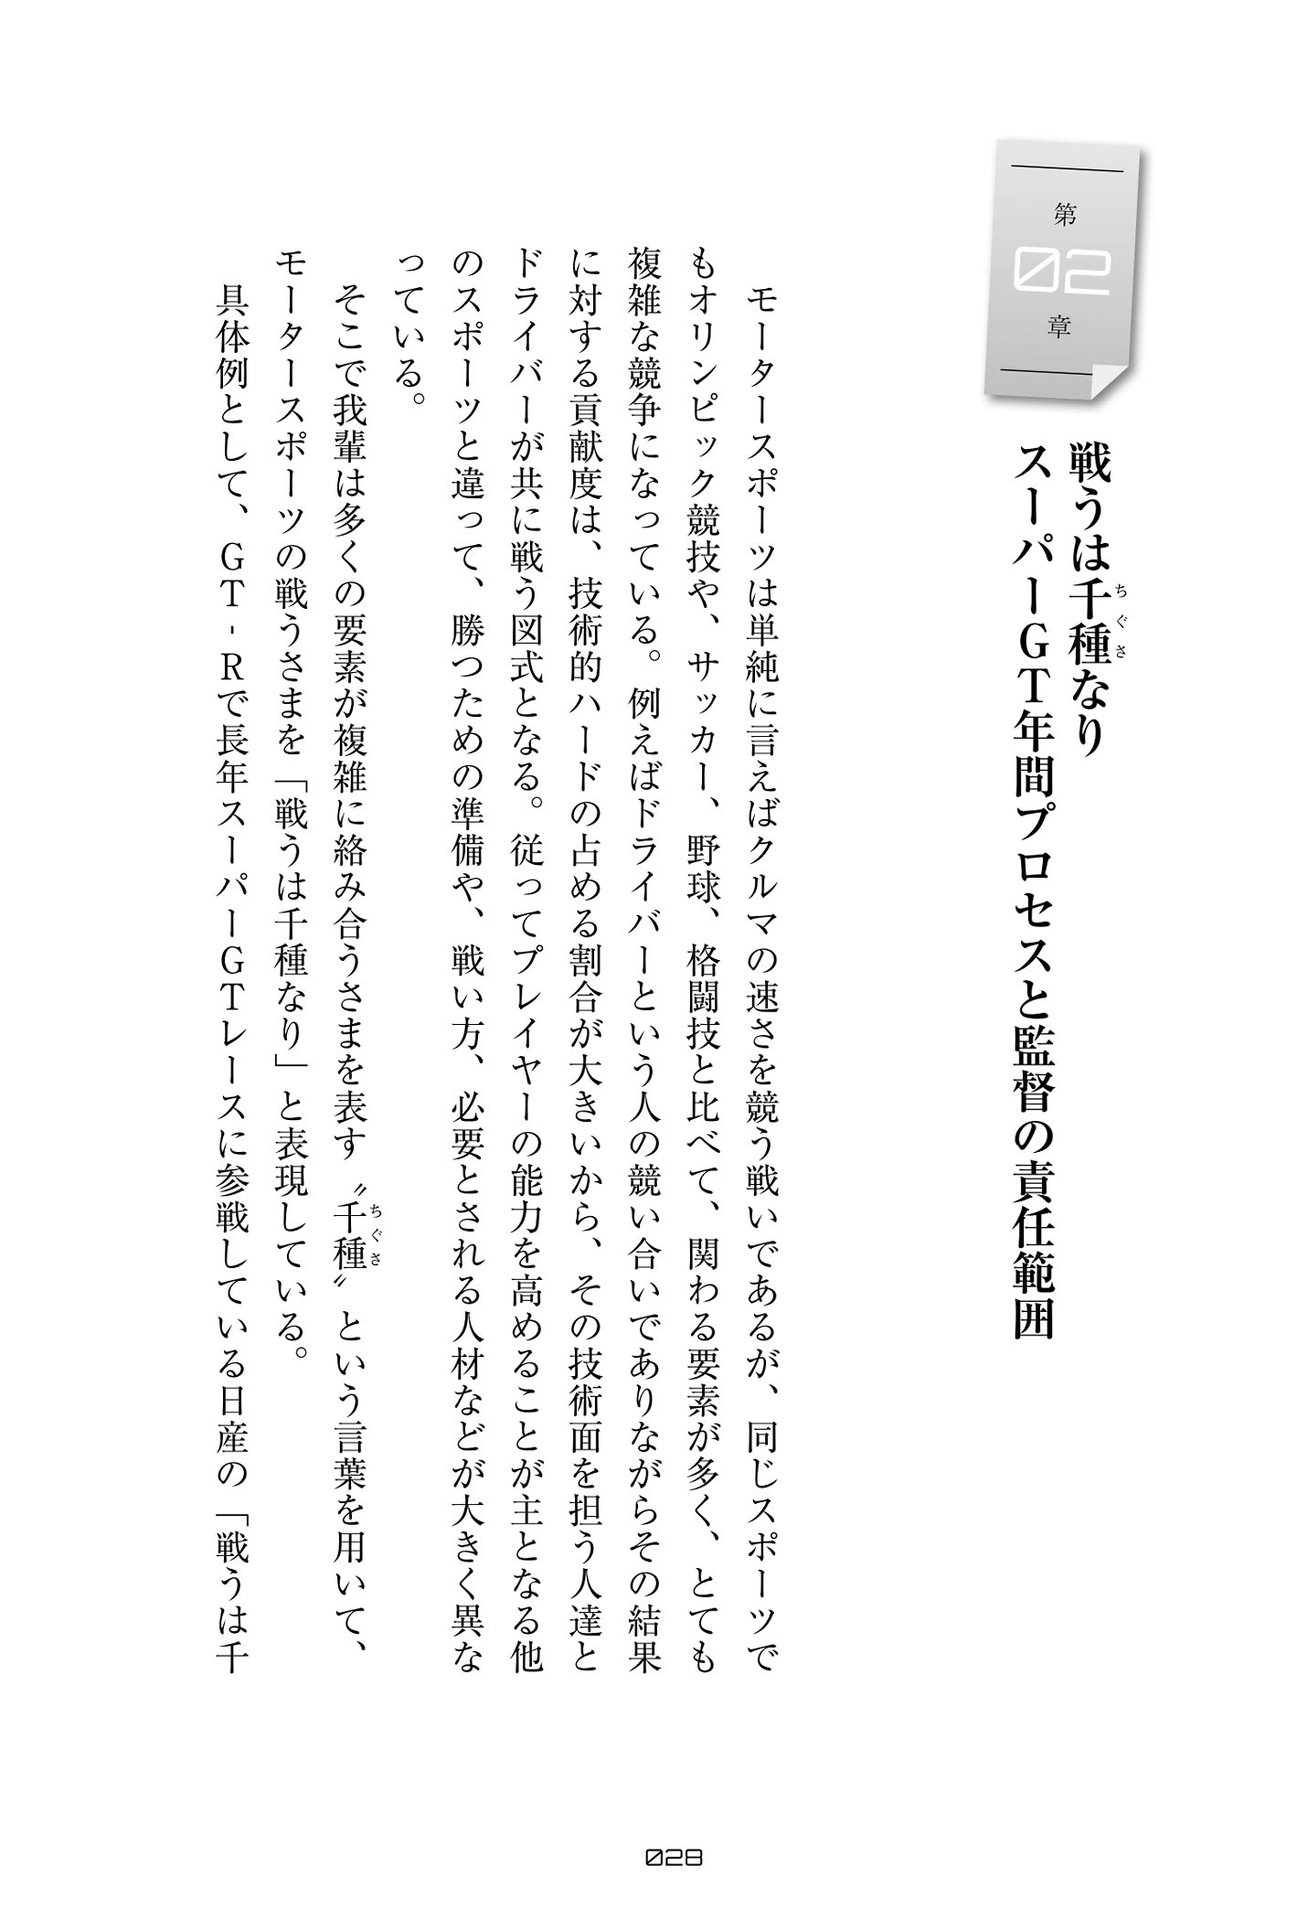 第
02
章
戦うは千種なり
ちぐさ
スーパーGT年間プロセスと監督の責任範囲
モータースポーツは単純に言えばクルマの速さを競う戦いであるが、同じスポーツで
もオリンピック競技や、サッカー、野球、格闘技と比べて、関わる要素が多く、とても
複雑な競争になっている。例えばドライバーという人の競い合いでありながらその結果
に対する貢献度は、技術的ハードの占める割合が大きいから、その技術面を担う人達と
ドライバーが共に戦う図式となる。従ってプレイヤーの能力を高めることが主となる他
のスポーツと違って、勝つための準備や、戦い方、必要とされる人材などが大きく異な
っている。
そこで我輩は多くの要素が複雑に絡み合うさまを表す〝千種〟という言葉を用いて、
ちぐさ
モータースポーツの戦うさまを「戦うは千種なり」と表現している。
具体例として、GT-Rで長年スーパーGTレースに参戦している日産の「戦うは千
028